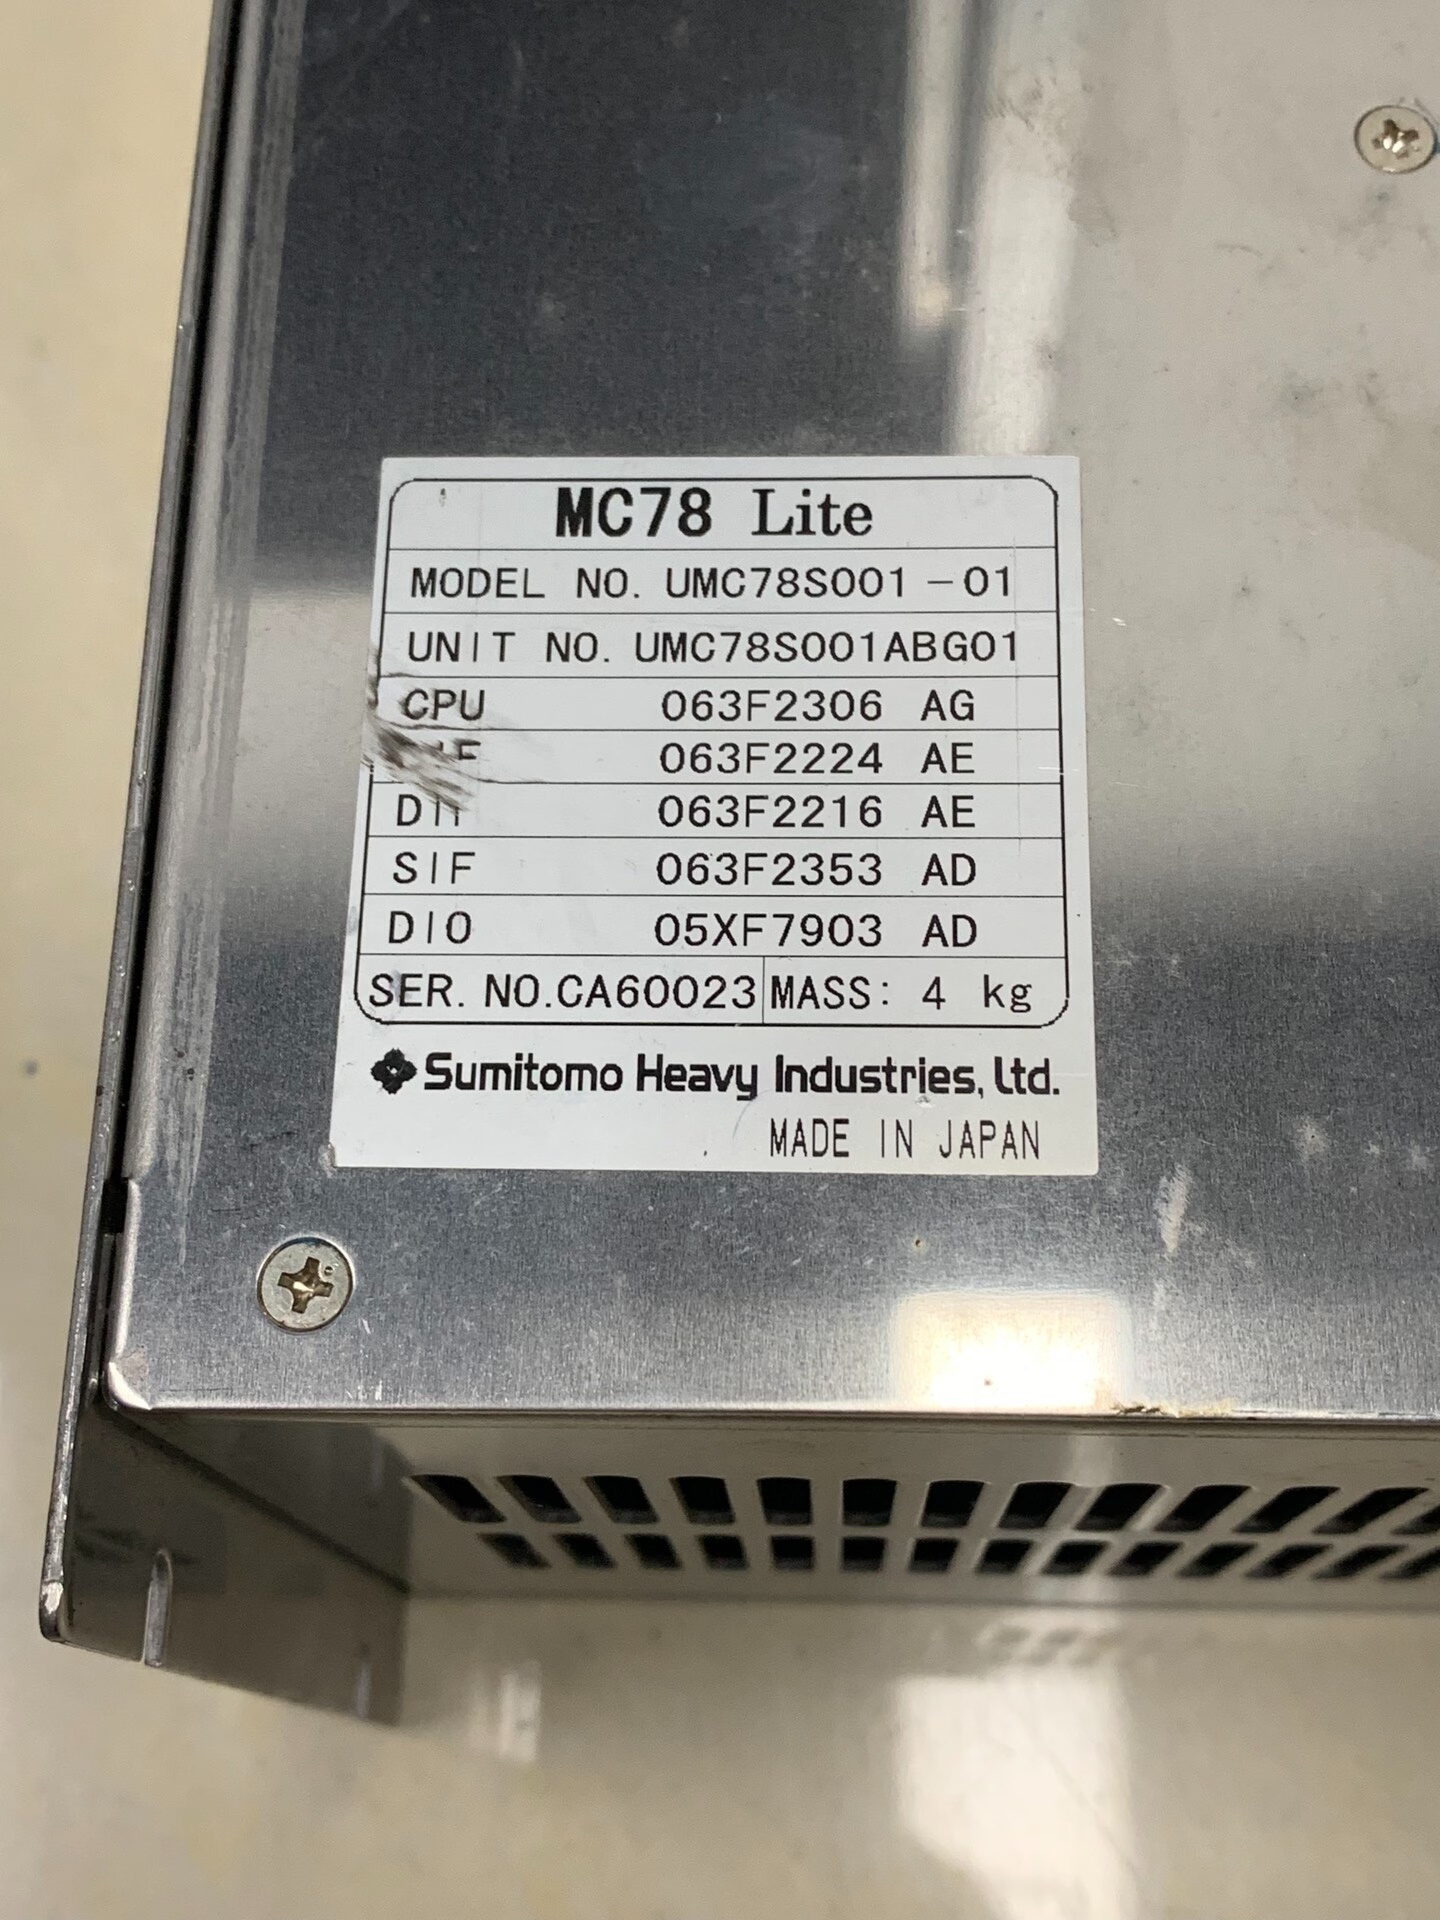 MC78 Lite
MODEL NO. UMC78S001-01
UNIT NO. UMC78S001ABG01
CPU 063F2306 AG
063F2224 AE
063F2216 AE
SIF 063F2353 AD
DIO 05XF7903 AD
SER. NO.CA60023 MASS: 4 kg
Sumitomo Heavy Industries, Ltd.
MADE IN JAPAN